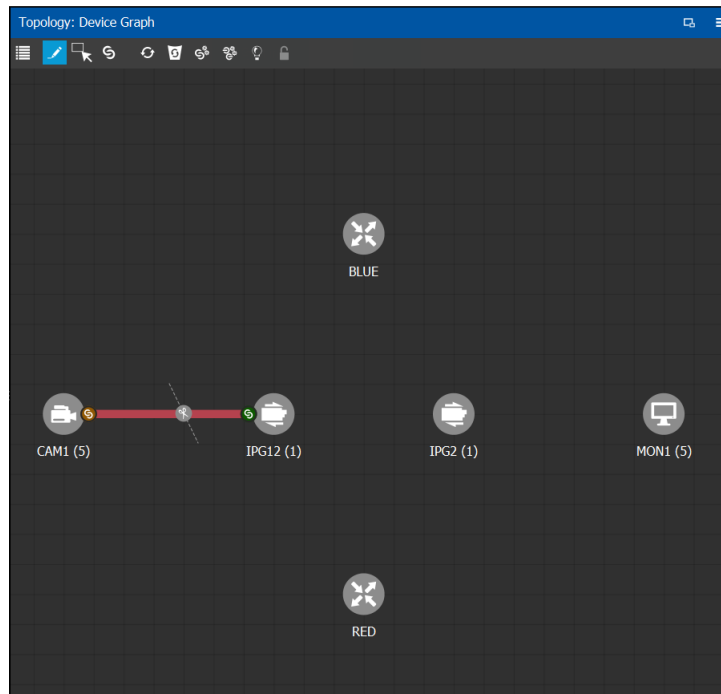 Topology: Device Graph
BLUE
CAM1 (5)
IPG12 (1)
IPG2 (1)
MON1 (5)
RED